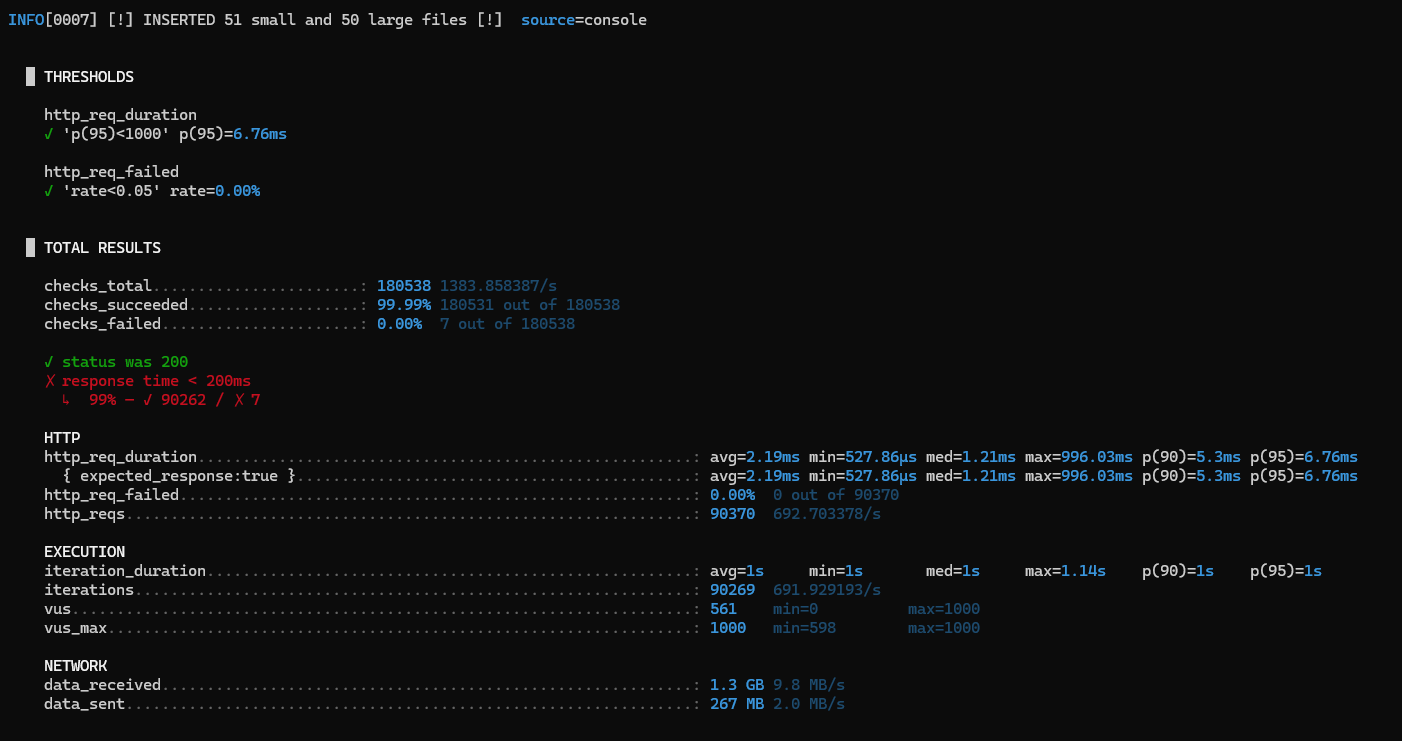 INFO[0007] [!] INSERTED 51 small and 50 large files [!]  source=console
THRESHOLDS
http_req_duration
✓ 'p(95)<1000' p(95)=6.76ms
http_req_failed
✓ 'rate<0.05' rate=0.00%
TOTAL RESULTS
checks_total.......................: 180538 1383.858387/s
checks_succeeded...................: 99.99% 180531 out of 180538
checks_failed......................: 0.00%  7 out of 180538
✓ status was 200
✗ response time < 200ms
↳  99% — ✓ 90262 / ✗ 7
HTTP
http_req_duration.......................................................: avg=2.19ms min=527.86µs med=1.21ms max=996.03ms p(90)=5.3ms p(95)=6.76ms
{ expected_response:true }............................................: avg=2.19ms min=527.86µs med=1.21ms max=996.03ms p(90)=5.3ms p(95)=6.76ms
http_req_failed.........................................................: 0.00%  0 out of 90370
http_reqs...............................................................: 90370  692.703378/s
EXECUTION
iteration_duration......................................................: avg=1s     min=1s       med=1s     max=1.14s    p(90)=1s    p(95)=1s
iterations..............................................................: 90269  691.929193/s
vus.....................................................................: 561    min=0          max=1000
vus_max.................................................................: 1000   min=598        max=1000
NETWORK
data_received...........................................................: 1.3 GB 9.8 MB/s
data_sent...............................................................: 267 MB 2.0 MB/s